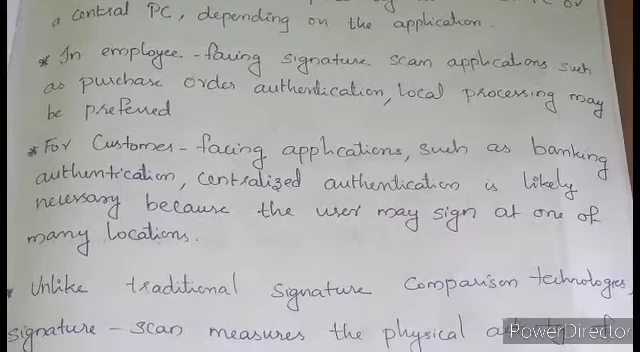 a central PC, depending on the application.
* In employee-facing signature scan applications such
as purchase order authentication, local processing may
be preferred
* For Customer-facing applications, such as banking
authentication, centralized authentication is likely
necessary because the user may sign at one of
many locations.
* Unlike traditional signature comparison technologies,
signature-scan measures the physical
PowerDirector